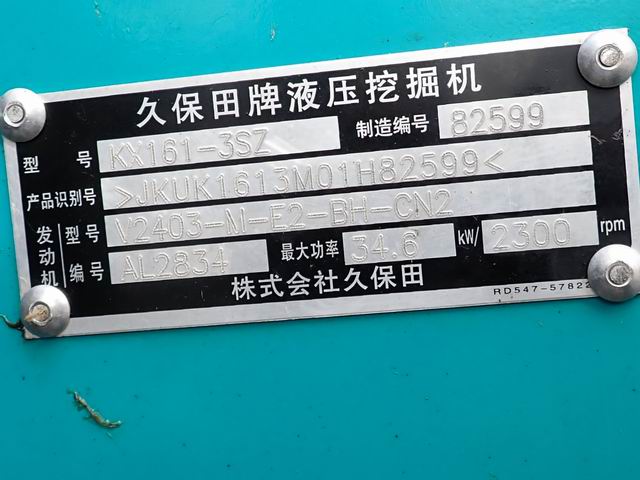 久保田牌液压挖掘机
型 号 KX161-3SZ 制造编号 82599
产品识别号 >JKUK1613M01H82599<
发动机 型号 V2403-M-E2-BH-CN2
编号 AL2834 最大功率 34.6 kW/ 2300 rpm
株式会社久保田
RD547-5782